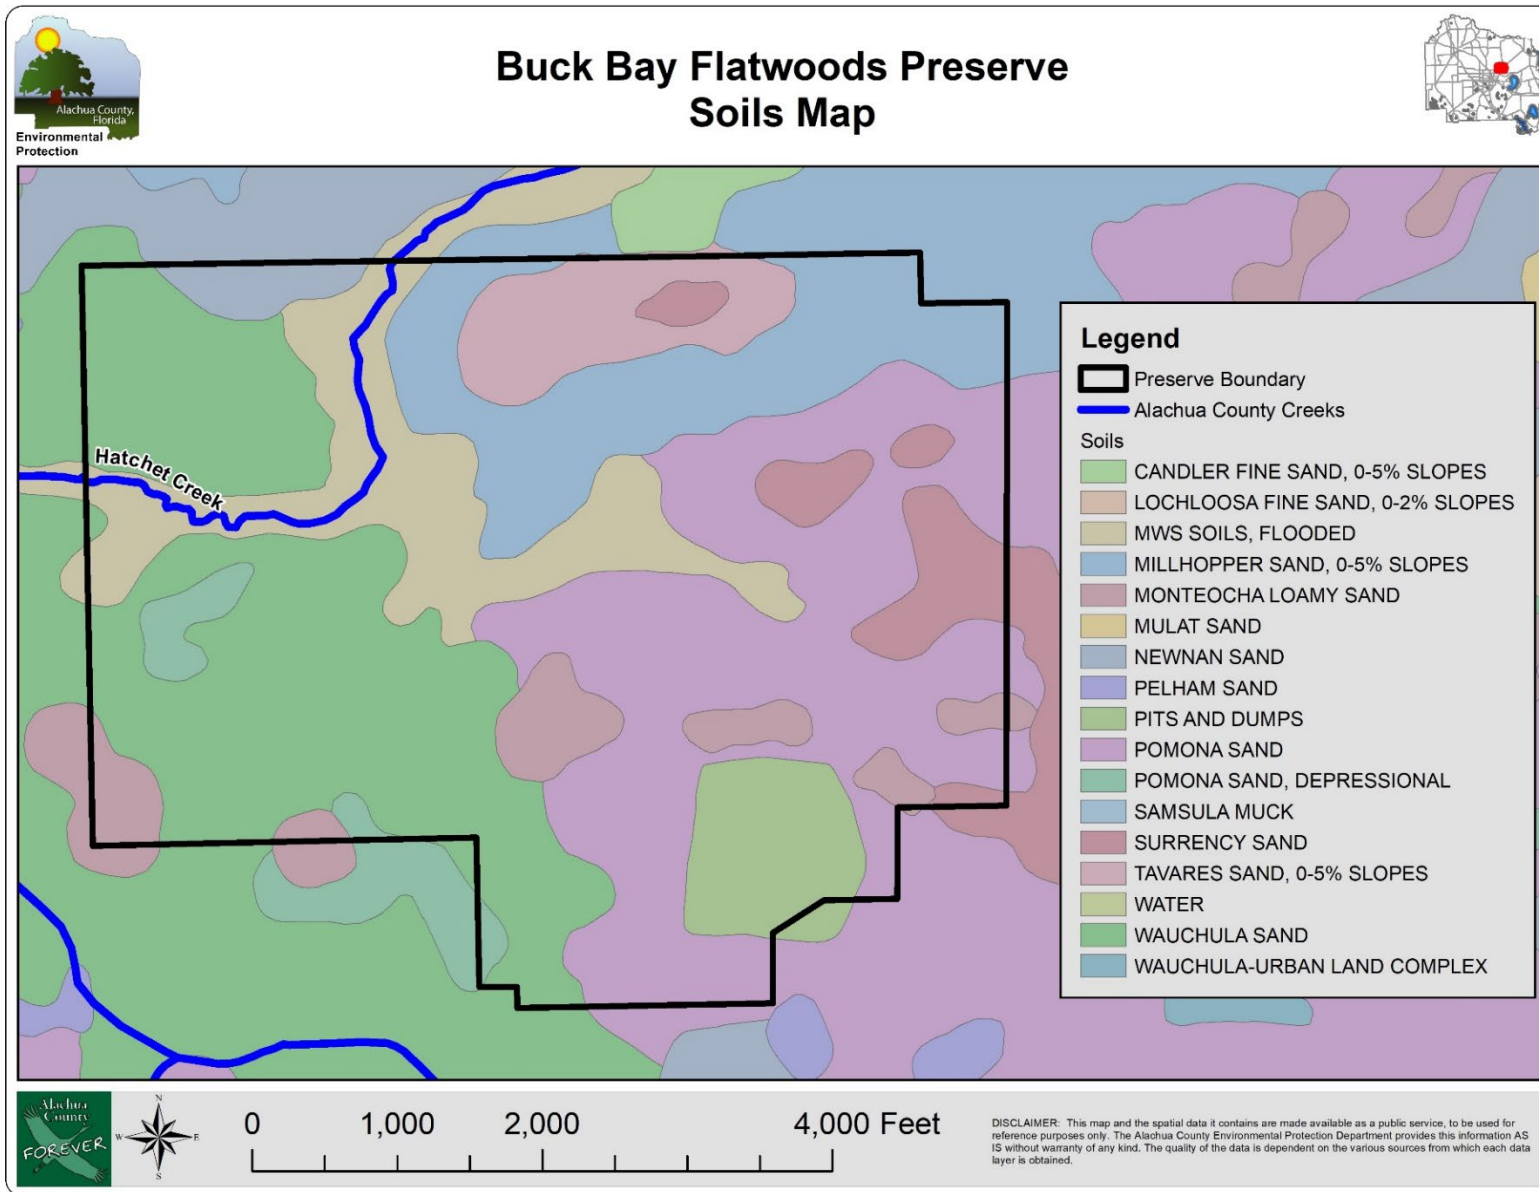 Buck Bay Flatwoods Preserve
Soils Map
Alachua County,
Florida
Environmental
Protection
Hatchet Creek
Legend
Preserve Boundary
Alachua County Creeks
Soils
CANDLER FINE SAND, 0-5% SLOPES
LOCHLOOSA FINE SAND, 0-2% SLOPES
MWS SOILS, FLOODED
MILLHOPPER SAND, 0-5% SLOPES
MONTEOCHA LOAMY SAND
MULAT SAND
NEWNAN SAND
PELHAM SAND
PITS AND DUMPS
POMONA SAND
POMONA SAND, DEPRESSIONAL
SAMSULA MUCK
SURRENCY SAND
TAVARES SAND, 0-5% SLOPES
WATER
WAUCHULA SAND
WAUCHULA-URBAN LAND COMPLEX
Alachua
County
FOREVER
N
W E
S
0 1,000 2,000 4,000 Feet
DISCLAIMER: This map and the spatial data it contains are made available as a public service, to be used for
reference purposes only. The Alachua County Environmental Protection Department provides this information AS
IS without warranty of any kind. The quality of the data is dependent on the various sources from which each data
layer is obtained.